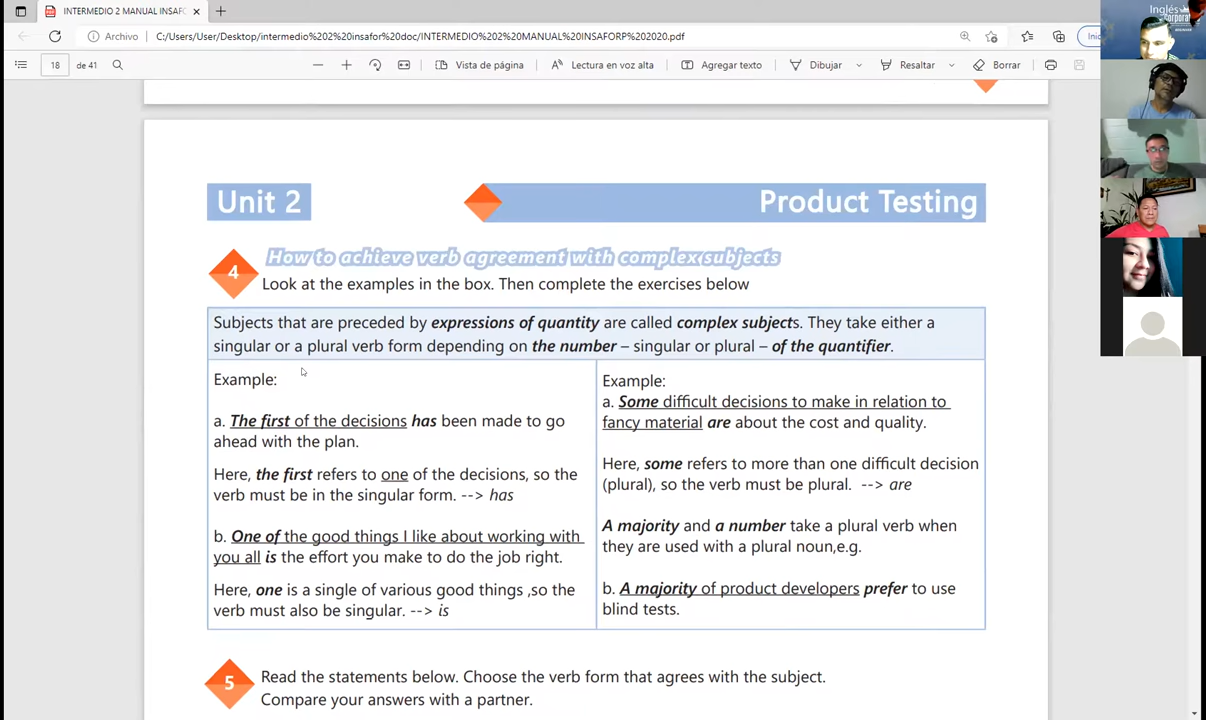 INTERMEDIO 2 MANUAL INSAFOR
Archivo
C:/Users/User/Desktop/intermedio%202%20insafor%20doc/INTERMEDIO%202%20MANUAL%20INSAFORP%202020.pdf
18 de 41
Vista de página
Lectura en voz alta
Agregar texto
Dibujar
Resaltar
Borrar
Inglés
Unit 2
Product Testing
4
How to achieve verb agreement with complex subjects
Look at the examples in the box. Then complete the exercises below
Subjects that are preceded by expressions of quantity are called complex subjects. They take either a
singular or a plural verb form depending on the number – singular or plural – of the quantifier.
Example:
a. The first of the decisions has been made to go
ahead with the plan.
Here, the first refers to one of the decisions, so the
verb must be in the singular form. --> has
b. One of the good things I like about working with
you all is the effort you make to do the job right.
Here, one is a single of various good things ,so the
verb must also be singular. --> is
Example:
a. Some difficult decisions to make in relation to
fancy material are about the cost and quality.
Here, some refers to more than one difficult decision
(plural), so the verb must be plural. --> are
A majority and a number take a plural verb when
they are used with a plural noun,e.g.
b. A majority of product developers prefer to use
blind tests.
5
Read the statements below. Choose the verb form that agrees with the subject.
Compare your answers with a partner.